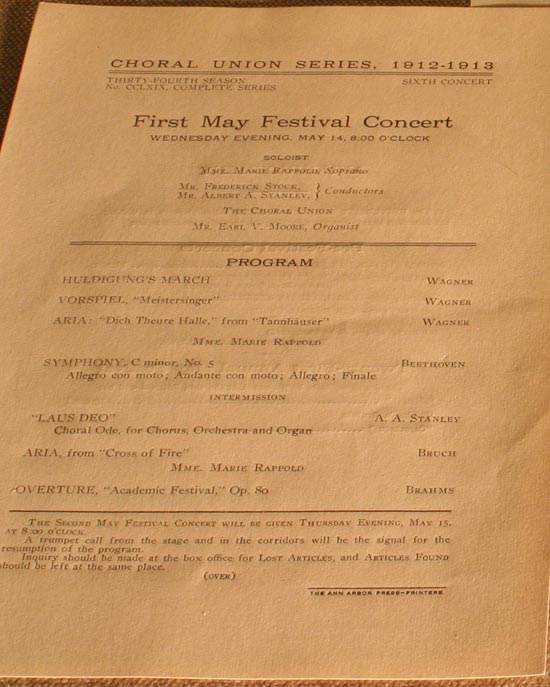 CHORAL UNION SERIES, 1912-1913
THIRTY-FOURTH SEASON SIXTH CONCERT
No. CCLXIX, COMPLETE SERIES
First May Festival Concert
WEDNESDAY EVENING, MAY 14, 8:00 O'CLOCK
SOLOIST
MME. MARIE RAPPOLD, Soprano
MR. FREDERICK STOCK, } Conductors
MR. ALBERT A. STANLEY,
THE CHORAL UNION
MR. EARL V. MOORE, Organist
PROGRAM
HULDIGUNG'S MARCH WAGNER
VORSPIEL, "Meistersinger" WAGNER
ARIA: "Dich Theure Halle," from "Tannhäuser" WAGNER
MME. MARIE RAPPOLD
SYMPHONY, C minor, No. 5 BEETHOVEN
Allegro con moto; Andante con moto; Allegro; Finale
INTERMISSION
"LAUS DEO" A. A. STANLEY
Choral Ode, for Chorus, Orchestra and Organ
ARIA, from "Cross of Fire" BRUCH
MME. MARIE RAPPOLD
OVERTURE, "Academic Festival," Op. 80 BRAHMS
THE SECOND MAY FESTIVAL CONCERT WILL BE GIVEN THURSDAY EVENING, MAY 15,
AT 8:00 O'CLOCK.
A trumpet call from the stage and in the corridors will be the signal for the
resumption of the program.
Inquiry should be made at the box office for LOST ARTICLES, and ARTICLES FOUND
should be left at the same place.
(OVER)
THE ANN ARBOR PRESS-PRINTERS